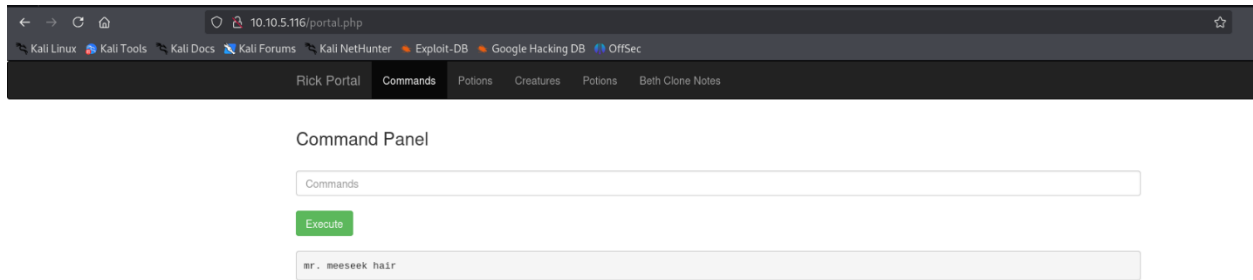 10.10.5.116/portal.php
Kali Linux Kali Tools Kali Docs Kali Forums Kali NetHunter Exploit-DB Google Hacking DB OffSec
Rick Portal Commands Potions Creatures Potions Beth Clone Notes
Command Panel
Commands
Execute
mr. meeseek hair